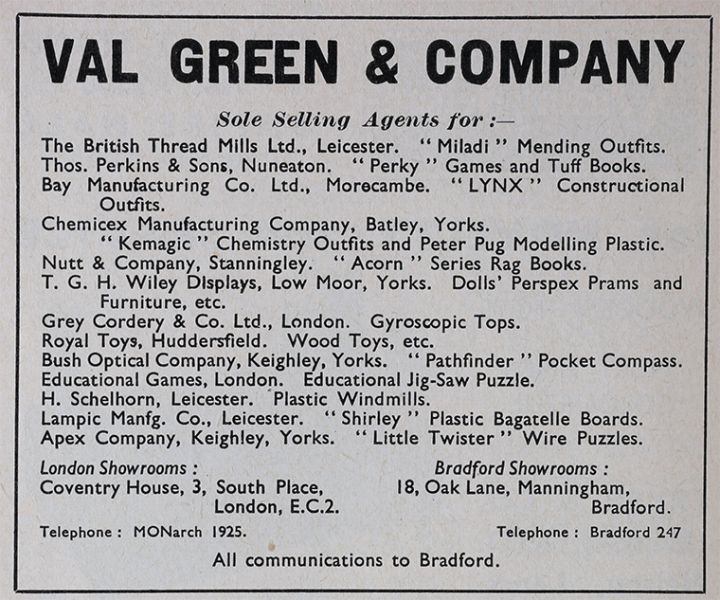 VAL GREEN & COMPANY
Sole Selling Agents for :—
The British Thread Mills Ltd., Leicester. “ Miladi ” Mending Outfits.
Thos. Perkins & Sons, Nuneaton. “ Perky ” Games and Tuff Books.
Bay Manufacturing Co. Ltd., Morecambe. “ LYNX ” Constructional
Outfits.
Chemicex Manufacturing Company, Batley, Yorks.
“ Kemagic ” Chemistry Outfits and Peter Pug Modelling Plastic.
Nutt & Company, Stanningley. “ Acorn ” Series Rag Books.
T. G. H. Wiley Displays, Low Moor, Yorks. Dolls’ Perspex Prams and
Furniture, etc.
Grey Cordery & Co. Ltd., London. Gyroscopic Tops.
Royal Toys, Huddersfield. Wood Toys, etc.
Bush Optical Company, Keighley, Yorks. “ Pathfinder ” Pocket Compass.
Educational Games, London. Educational Jig-Saw Puzzle.
H. Schelhorn, Leicester. Plastic Windmills.
Lampic Manfg. Co., Leicester. “ Shirley ” Plastic Bagatelle Boards.
Apex Company, Keighley, Yorks. “ Little Twister ” Wire Puzzles.
London Showrooms :
Coventry House, 3, South Place,
London, E.C.2.
Telephone : MONarch 1925.
Bradford Showrooms :
18, Oak Lane, Manningham,
Bradford.
Telephone : Bradford 247
All communications to Bradford.